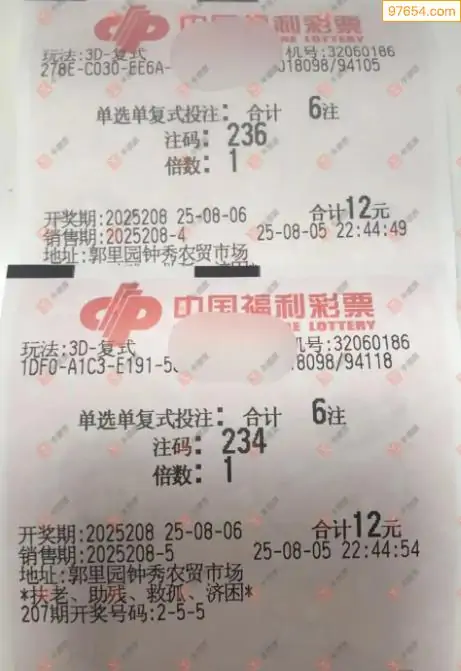 97654.com
中国福利彩票
RE LOTTERY
玩法:3D-复式 机号:32060186
278E-C030-EE6A- J18098/94105
单选单复式投注: 合计 6注
注码: 236
倍数: 1
开奖期:2025208 25-08-06 合计12元
销售期:2025208-4 25-08-05 22:44:49
地址:郭里园钟秀农贸市场
中国福利彩票
RE LOTTERY
玩法:3D-复式 机号:32060186
1DF0-A1C3-E191-5 18098/94118
单选单复式投注: 合计 6注
注码: 234
倍数: 1
开奖期:2025208 25-08-06 合计12元
销售期:2025208-5 25-08-05 22:44:54
地址:郭里园钟秀农贸市场
*扶老、助残、救孤、济困*
207期开奖号码:2-5-5